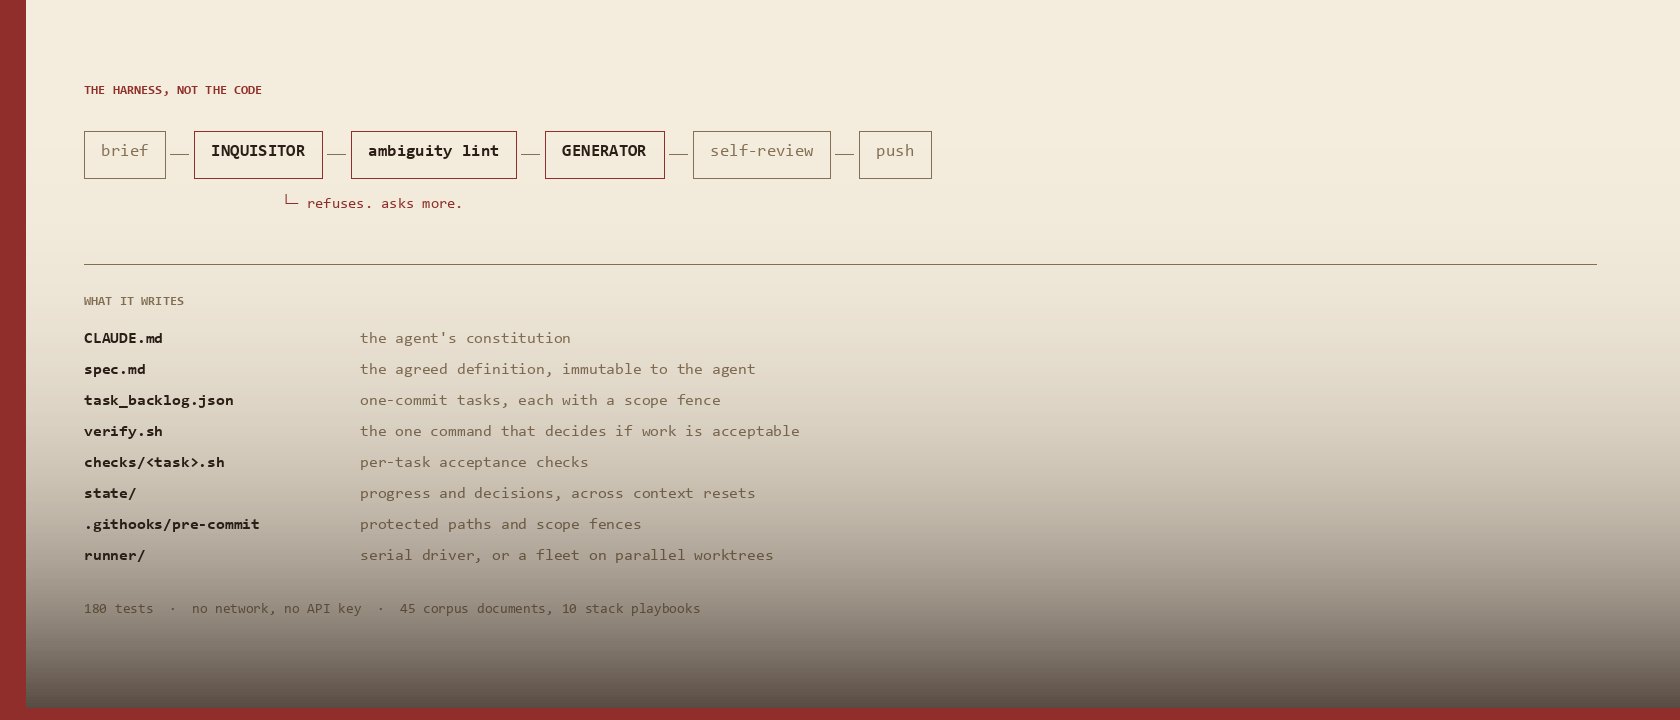 THE HARNESS, NOT THE CODE
brief — INQUISITOR — ambiguity lint — GENERATOR — self-review — push
└─ refuses. asks more.
WHAT IT WRITES
CLAUDE.md the agent's constitution
spec.md the agreed definition, immutable to the agent
task_backlog.json one-commit tasks, each with a scope fence
verify.sh the one command that decides if work is acceptable
checks/<task>.sh per-task acceptance checks
state/ progress and decisions, across context resets
.githooks/pre-commit protected paths and scope fences
runner/ serial driver, or a fleet on parallel worktrees
180 tests · no network, no API key · 45 corpus documents, 10 stack playbooks